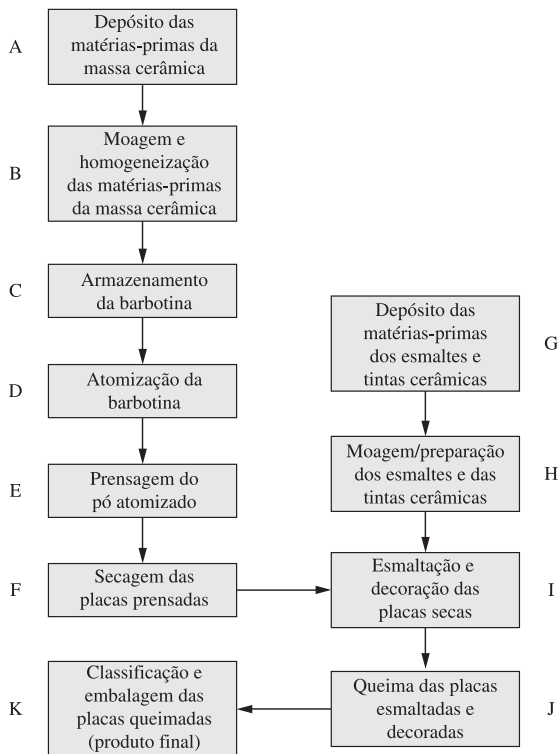 A
Depósito das
matérias-primas da
massa cerâmica
B
Moagem e
homogeneização
das matérias-primas
da massa cerâmica
C
Armazenamento
da barbotina
D
Atomização da
barbotina
E
Prensagem do
pó atomizado
F
Secagem das
placas prensadas
Depósito das
matérias-primas
dos esmaltes e
tintas cerâmicas
G
Moagem/preparação
dos esmaltes e das
tintas cerâmicas
H
Esmaltação e
decoração das
placas secas
I
Queima das placas
esmaltadas e
decoradas
J
K
Classificação e
embalagem das
placas queimadas
(produto final)